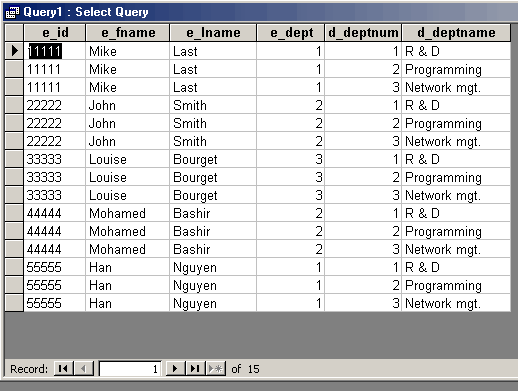 Query1 : Select Query
e_id e_fname e_lname e_dept d_deptnum d_deptname
11111 Mike Last 1 1 R & D
11111 Mike Last 1 2 Programming
11111 Mike Last 1 3 Network mgt.
22222 John Smith 2 1 R & D
22222 John Smith 2 2 Programming
22222 John Smith 2 3 Network mgt.
33333 Louise Bourget 3 1 R & D
33333 Louise Bourget 3 2 Programming
33333 Louise Bourget 3 3 Network mgt.
44444 Mohamed Bashir 2 1 R & D
44444 Mohamed Bashir 2 2 Programming
44444 Mohamed Bashir 2 3 Network mgt.
55555 Han Nguyen 1 1 R & D
55555 Han Nguyen 1 2 Programming
55555 Han Nguyen 1 3 Network mgt.
Record: 1 of 15